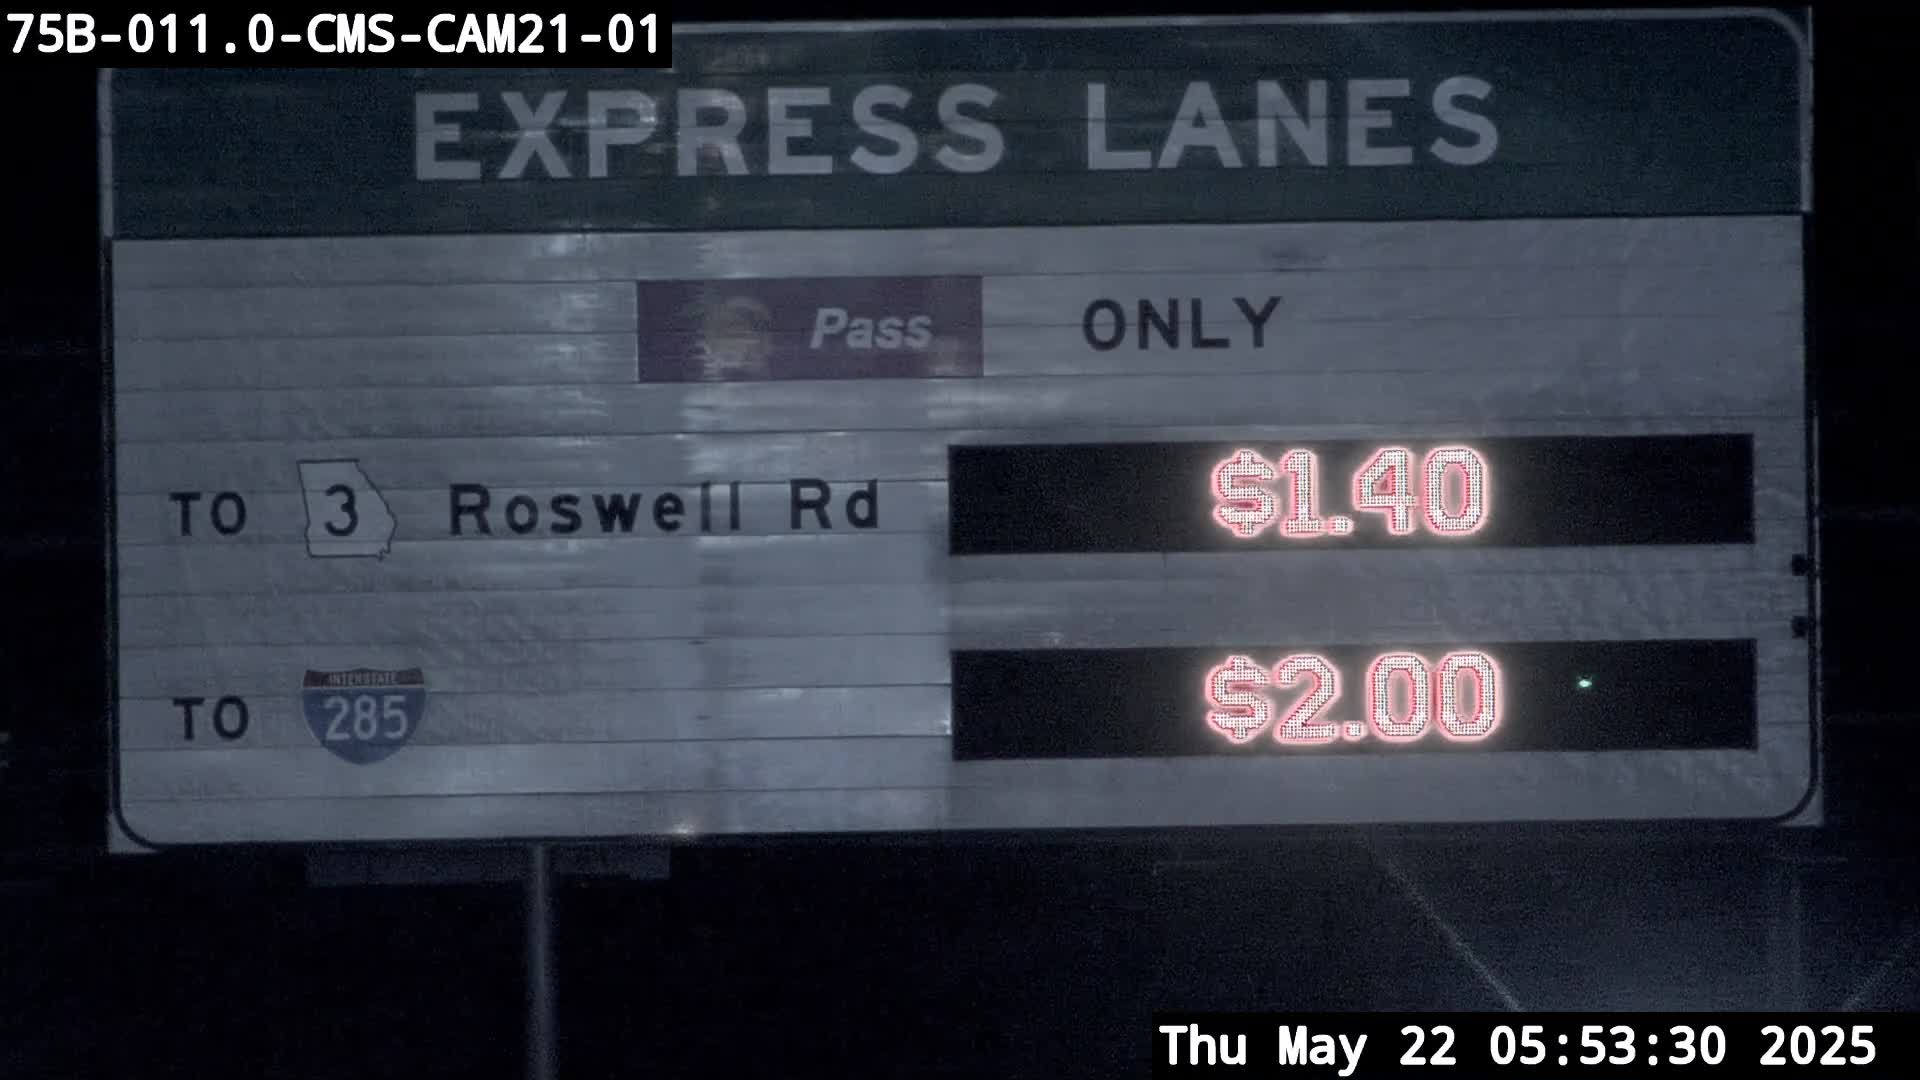 75B-011.0-CMS-CAM21-01
EXPRESS LANES
Pass ONLY
TO 3 Roswell Rd $1.40
INTERSTATE
TO 285 $2.00
Thu May 22 05:53:30 2025